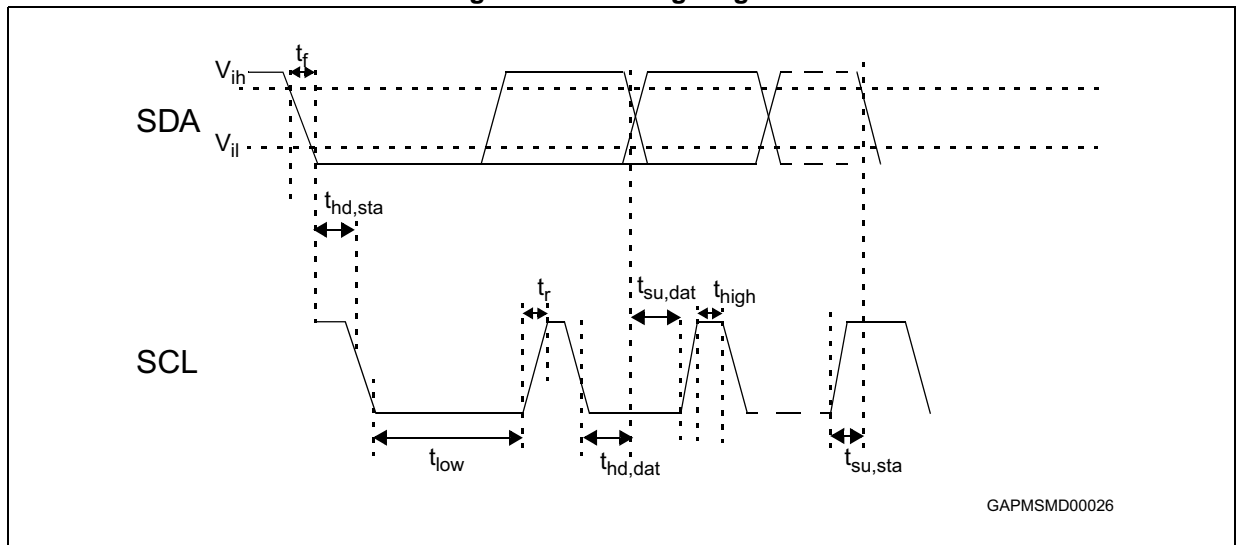 t_f
V_ih
SDA
V_il
t_hd,sta
t_r
t_su,dat
t_high
SCL
t_low
t_hd,dat
t_su,sta
GAPMSMD00026